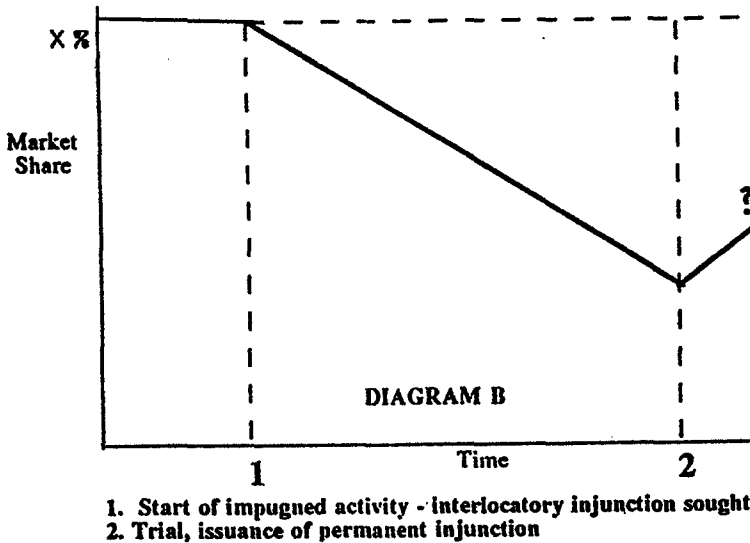 X %
Market
Share
?
DIAGRAM B
1
Time
2
1. Start of impugned activity - interlocatory injunction sought
2. Trial, issuance of permanent injunction